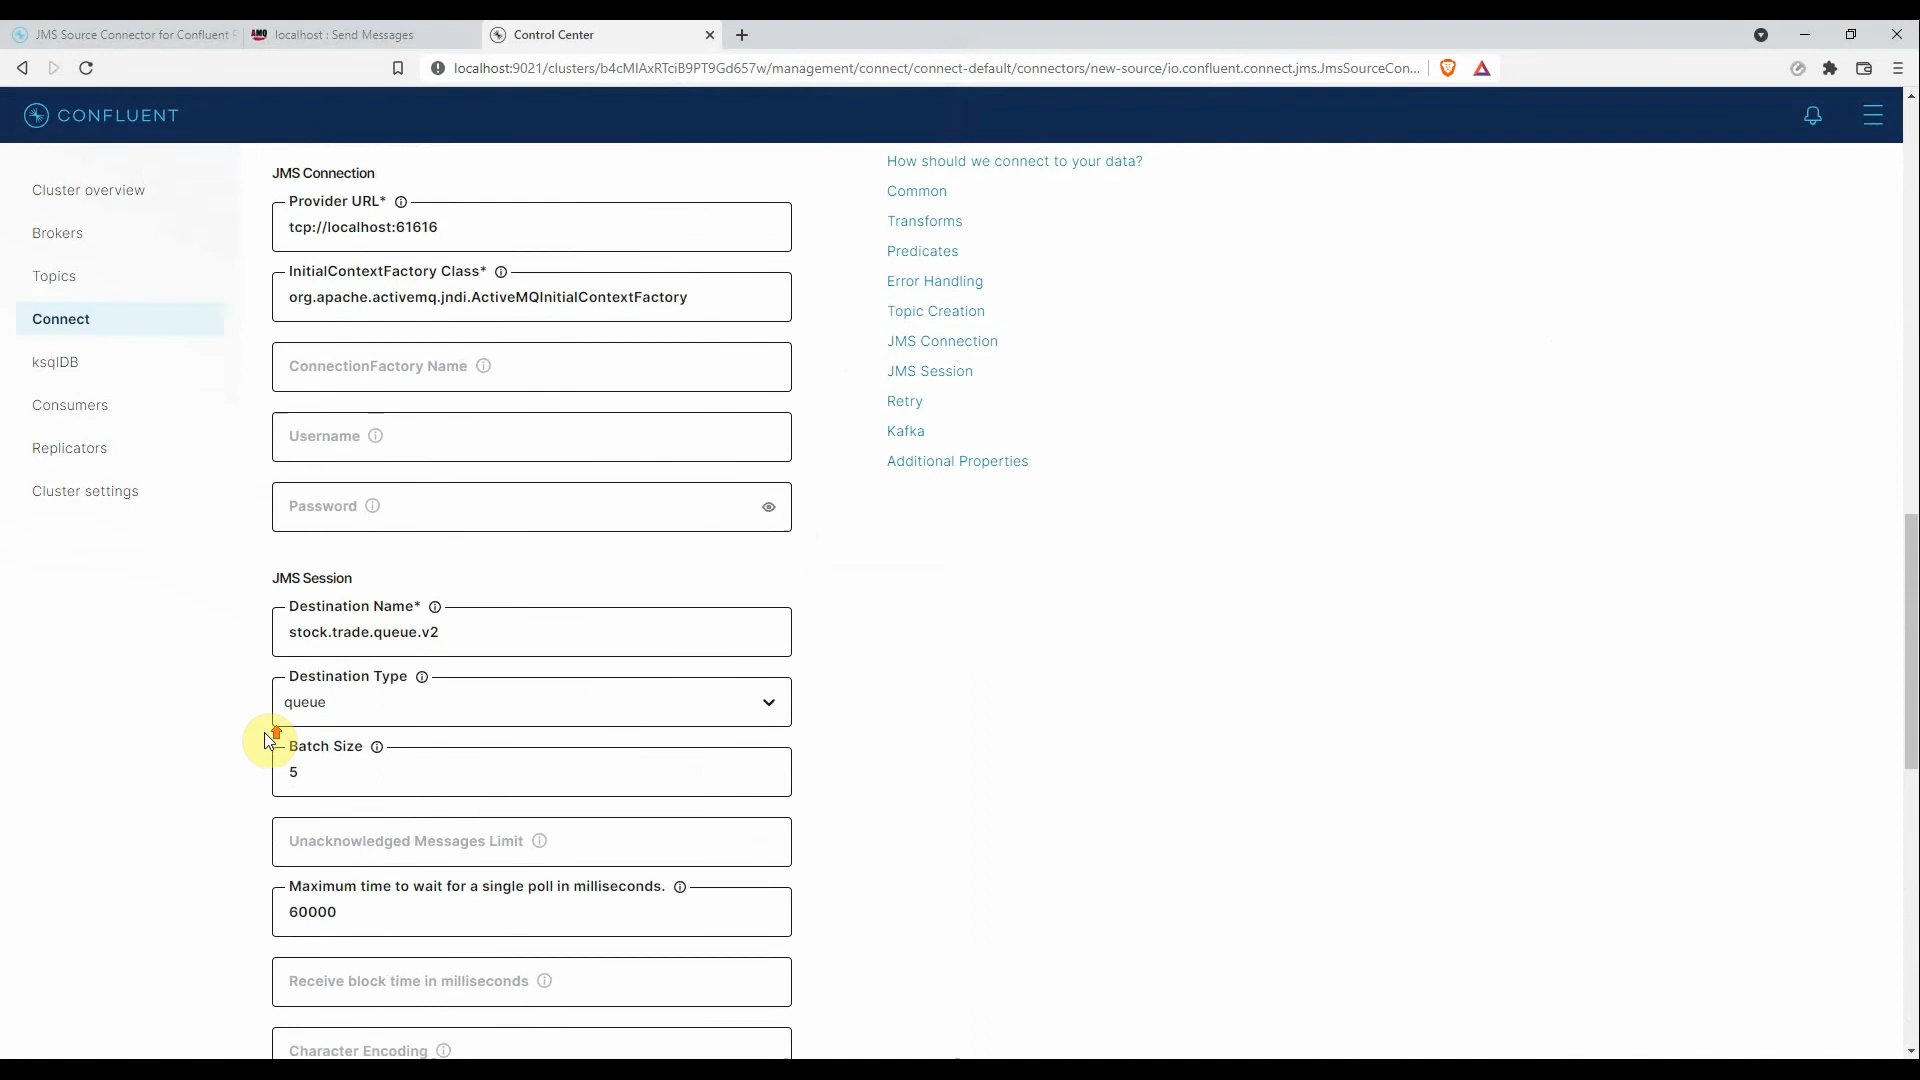 JMS Source Connector for Confluent
localhost : Send Messages
Control Center
localhost:9021/clusters/b4cMlAxRTciB9PT9Gd657w/management/connect/connect-default/connectors/new-source/io.confluent.connect.jms.JmsSourceCon...
CONFLUENT
Cluster overview
Brokers
Topics
Connect
ksqlDB
Consumers
Replicators
Cluster settings
JMS Connection
Provider URL*
tcp://localhost:61616
InitialContextFactory Class*
org.apache.activemq.jndi.ActiveMQInitialContextFactory
ConnectionFactory Name
Username
Password
JMS Session
Destination Name*
stock.trade.queue.v2
Destination Type
queue
Batch Size
5
Unacknowledged Messages Limit
Maximum time to wait for a single poll in milliseconds.
60000
Receive block time in milliseconds
Character Encoding
How should we connect to your data?
Common
Transforms
Predicates
Error Handling
Topic Creation
JMS Connection
JMS Session
Retry
Kafka
Additional Properties